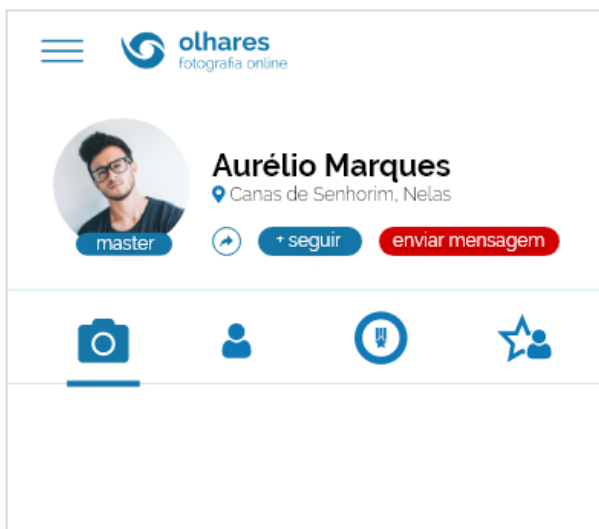 olhares
fotografia online
Aurélio Marques
Canas de Senhorim, Nelas
master
+ seguir
enviar mensagem